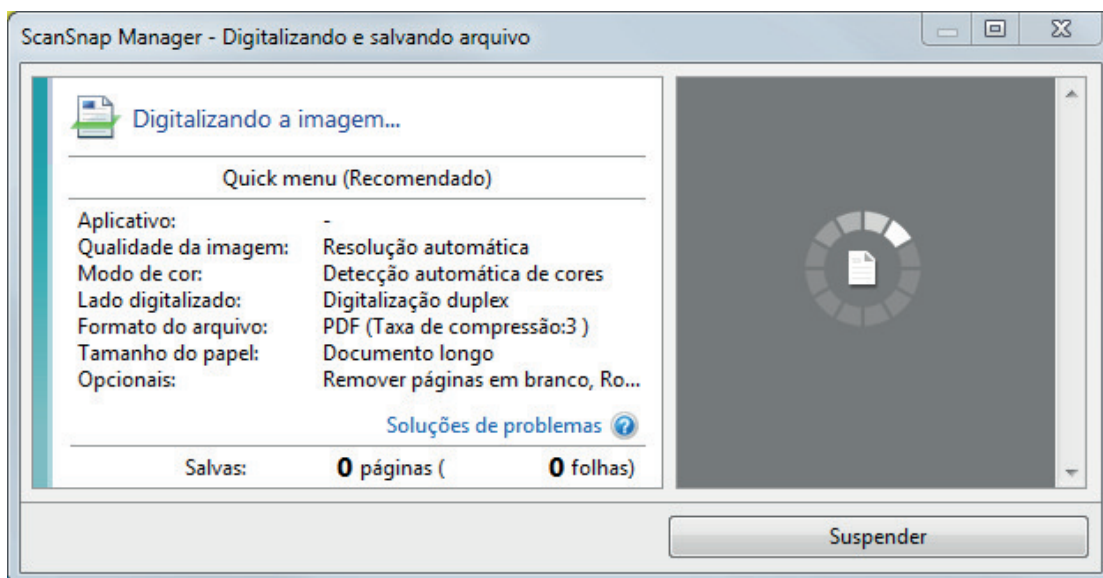 ScanSnap Manager - Digitalizando e salvando arquivo
Digitalizando a imagem...
Quick menu (Recomendado)
Aplicativo: -
Qualidade da imagem: Resolução automática
Modo de cor: Detecção automática de cores
Lado digitalizado: Digitalização duplex
Formato do arquivo: PDF (Taxa de compressão:3 )
Tamanho do papel: Documento longo
Opcionais: Remover páginas em branco, Ro...
Soluções de problemas ?
Salvas: 0 páginas ( 0 folhas)
Suspender